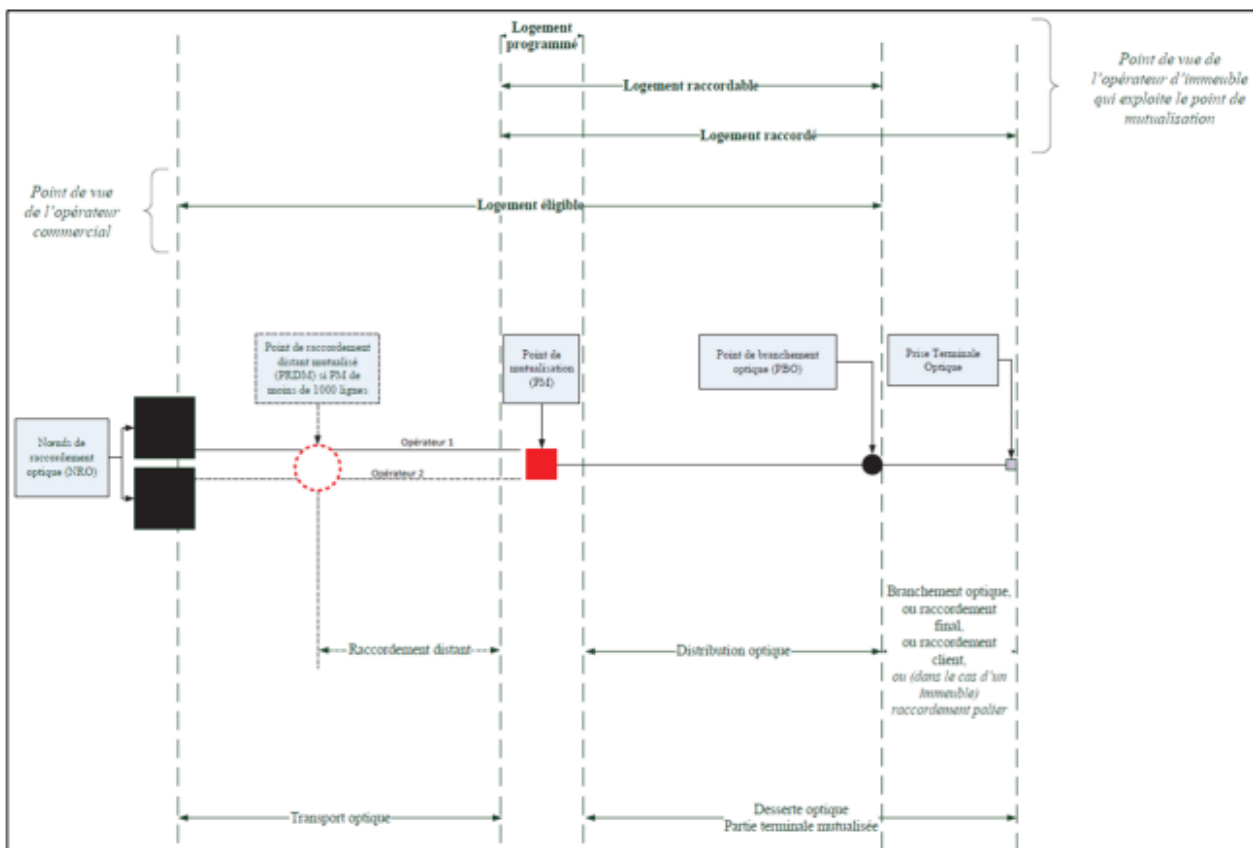 Logement
programmé
Logement raccordable
Logement raccordé
Point de vue de
l'opérateur d'immeuble
qui exploite le point de
mutualisation
Point de vue
de l'opérateur
commercial
Logement éligible
Point de raccordement
distant mutualisé
(PRDM) si PM de
moins de 1000 lignes
Point de
mutualisation
(PM)
Point de branchement
optique (PBO)
Prise Terminale
Optique
Nœuds de
raccordement
optique (NRO)
Opérateur 1
Opérateur 2
Raccordement distant
Distribution optique
Branchement optique,
ou raccordement
final,
ou raccordement
client,
ou (dans le cas d'un
immeuble)
raccordement palier
Transport optique
Desserte optique
Partie terminale mutualisée